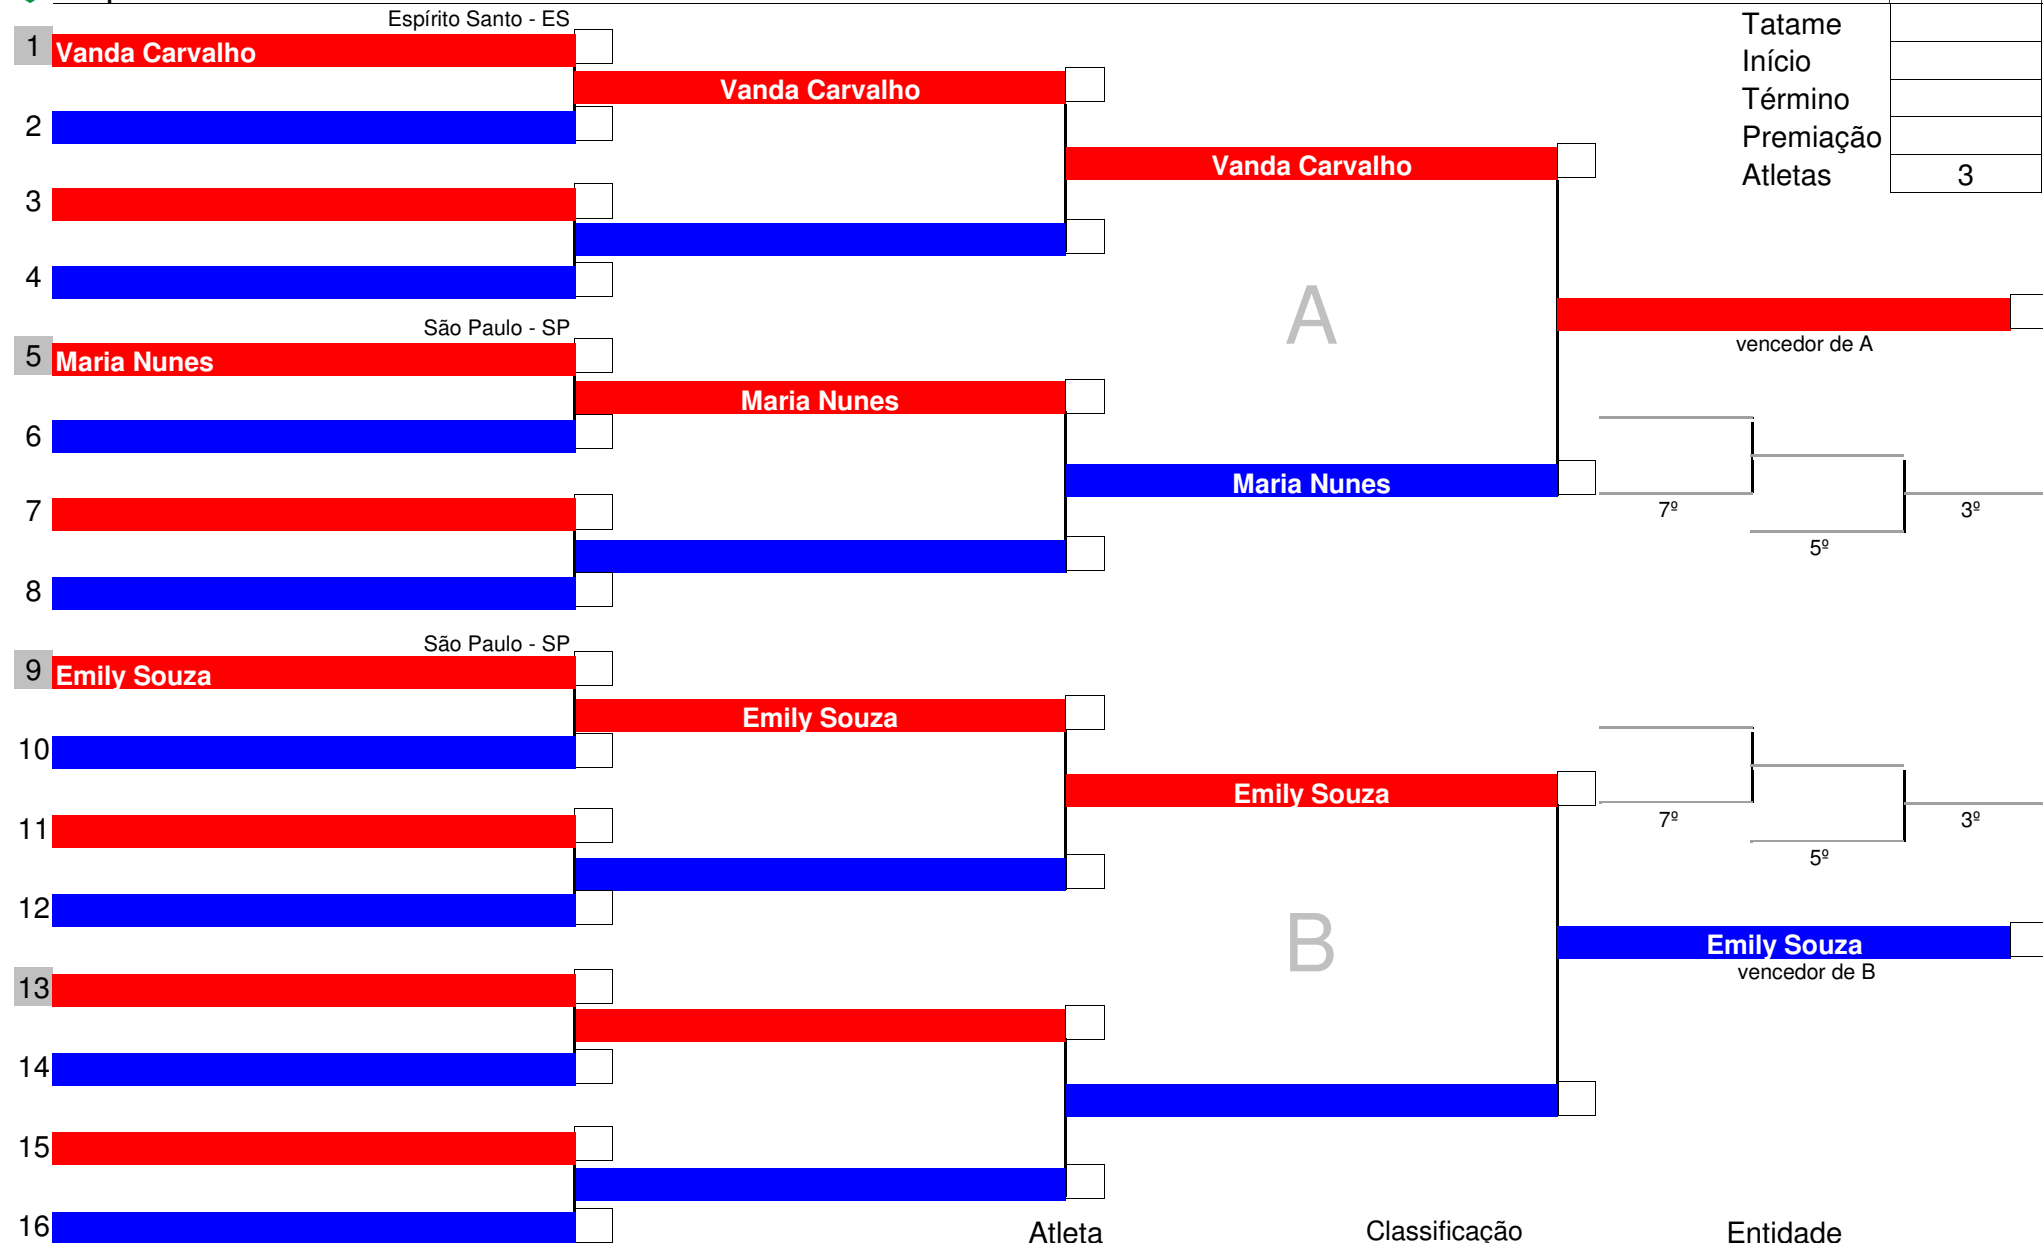 Espírito Santo - ES
Tatame
1 Vanda Carvalho
Início
Vanda Carvalho
Término
2
Premiação
Vanda Carvalho
Atletas 3
3
4
A
São Paulo - SP
vencedor de A
5 Maria Nunes
Maria Nunes
6
Maria Nunes
7º 3º
7
5º
8
São Paulo - SP
9 Emily Souza
Emily Souza
10
Emily Souza
7º 3º
11
5º
12
B
Emily Souza
vencedor de B
13
14
15
16
Atleta Classificação Entidade